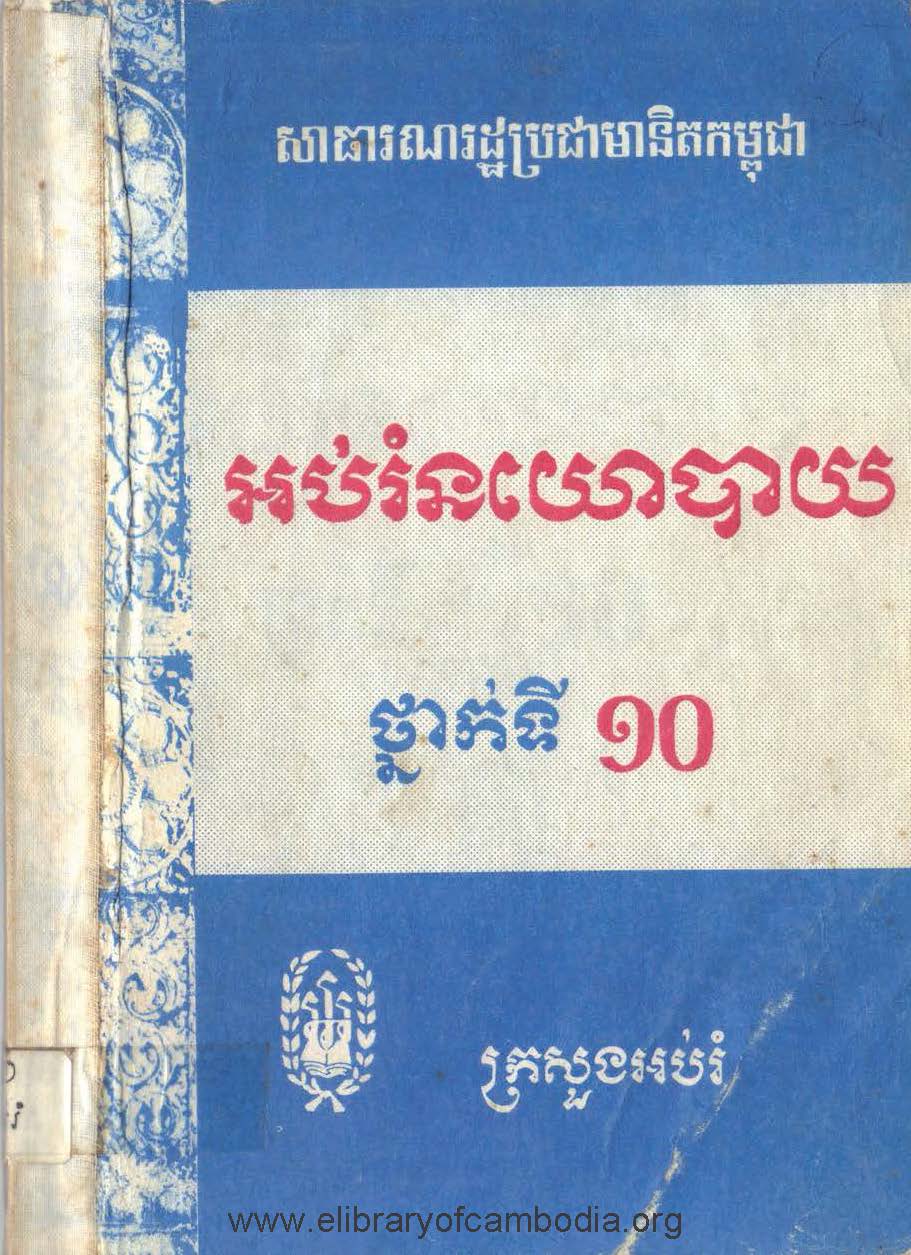 សាធារណរដ្ឋប្រជាមានិតកម្ពុជា
អប់រំនយោបាយ
ថ្នាក់ទី ១០
ក្រសួងអប់រំ
www.elibraryofcambodia.org